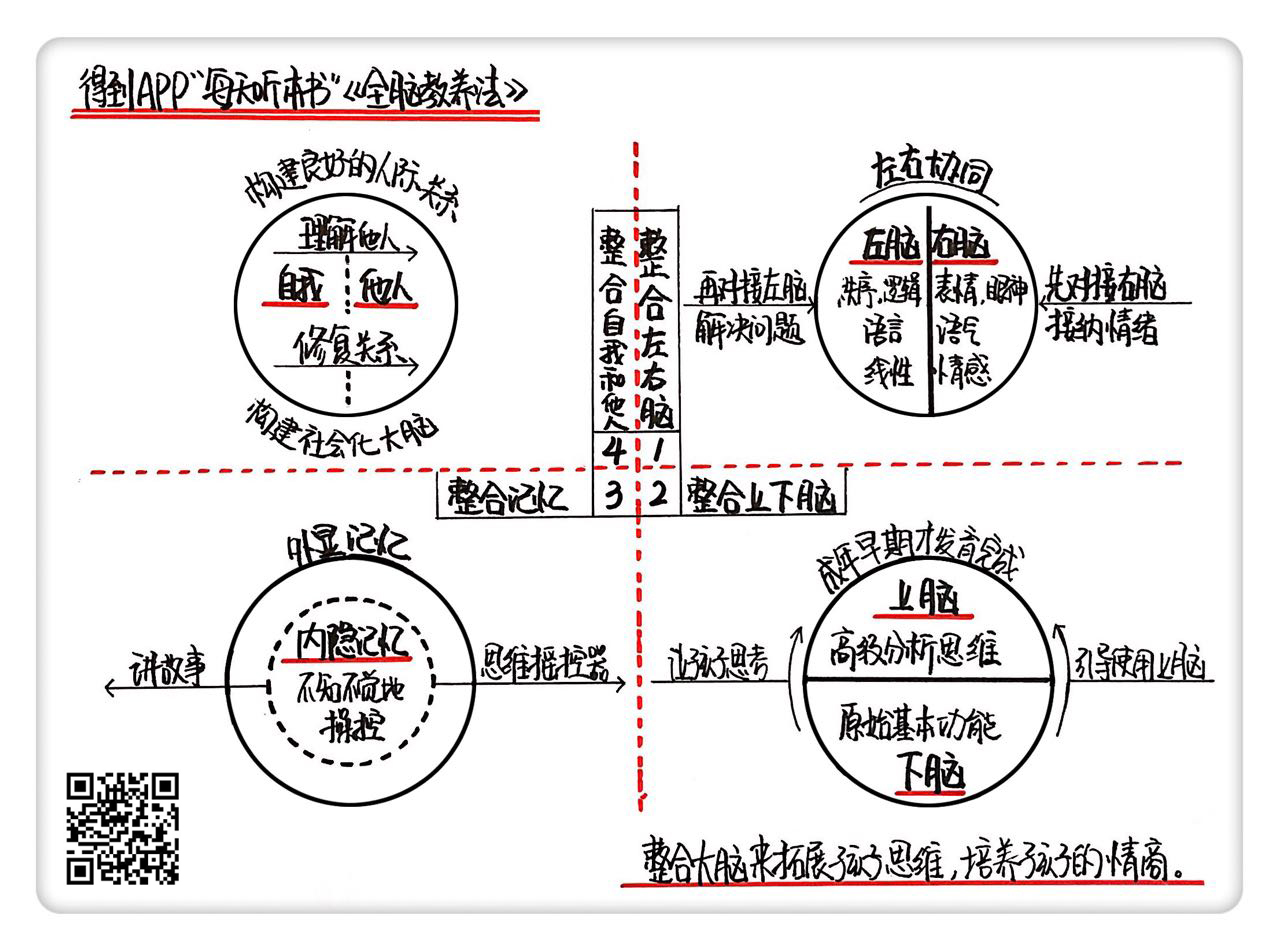 得到APP"每天听本书"《全脑教养法》
构建良好的人际关系
理解他人
自我 他人
修复关系
构建社会化大脑
整合自我和他人
4
整合左右脑
1
左右协同
左脑
秩序.逻辑
语言
线性
右脑
表情.眼神
语气
情感
再对接左脑
解决问题
先对接右脑
接纳情绪
整合记忆
3
2
整合上下脑
外显记忆
内隐记忆
不知不觉地
操控
讲故事
思维摇控器
成年早期才发育完成
上脑
高级分析思维
原始基本功能
下脑
让孩子思考
引导使用上脑
整合大脑来拓展孩子思维,培养孩子的情商。